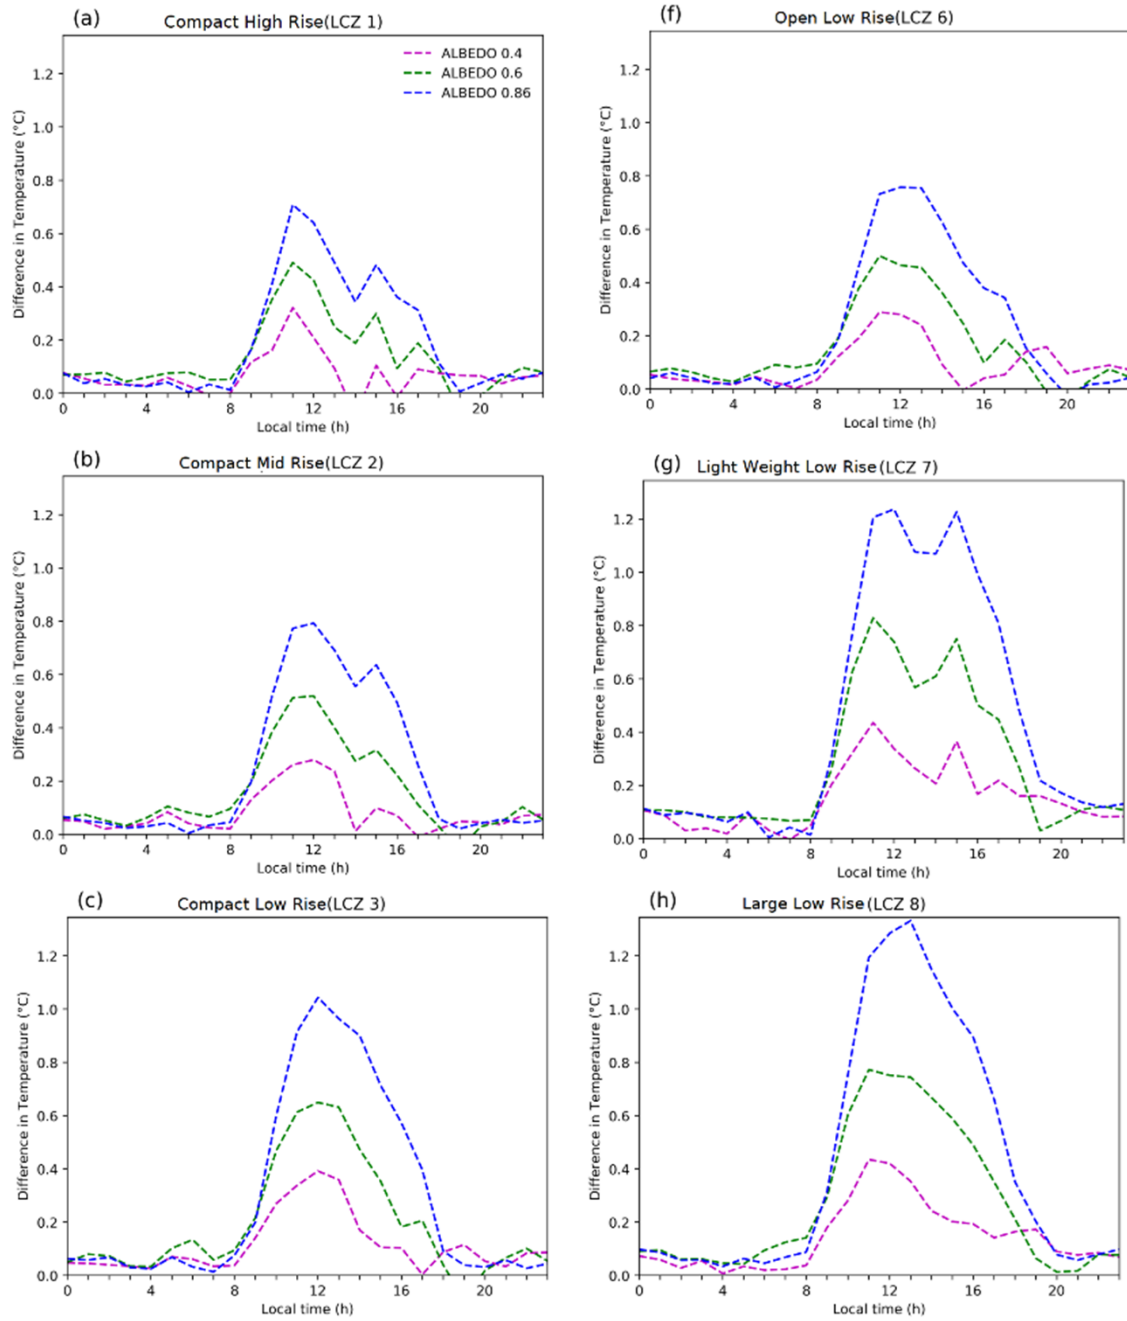 (a)
Compact High Rise(LCZ 1)
Difference in Temperature (°C)
1.2
1.0
0.8
0.6
0.4
0.2
0.0
ALBEDO 0.4
ALBEDO 0.6
ALBEDO 0.86
0 4 8 12 16 20
Local time (h)
(f)
Open Low Rise(LCZ 6)
Difference in Temperature (°C)
1.2
1.0
0.8
0.6
0.4
0.2
0.0
0 4 8 12 16 20
Local time (h)
(b)
Compact Mid Rise(LCZ 2)
Difference in Temperature (°C)
1.2
1.0
0.8
0.6
0.4
0.2
0.0
0 4 8 12 16 20
Local time (h)
(g)
Light Weight Low Rise(LCZ 7)
Difference in Temperature (°C)
1.2
1.0
0.8
0.6
0.4
0.2
0.0
0 4 8 12 16 20
Local time (h)
(c)
Compact Low Rise(LCZ 3)
Difference in Temperature (°C)
1.2
1.0
0.8
0.6
0.4
0.2
0.0
0 4 8 12 16 20
Local time (h)
(h)
Large Low Rise(LCZ 8)
Difference in Temperature (°C)
1.2
1.0
0.8
0.6
0.4
0.2
0.0
0 4 8 12 16 20
Local time (h)